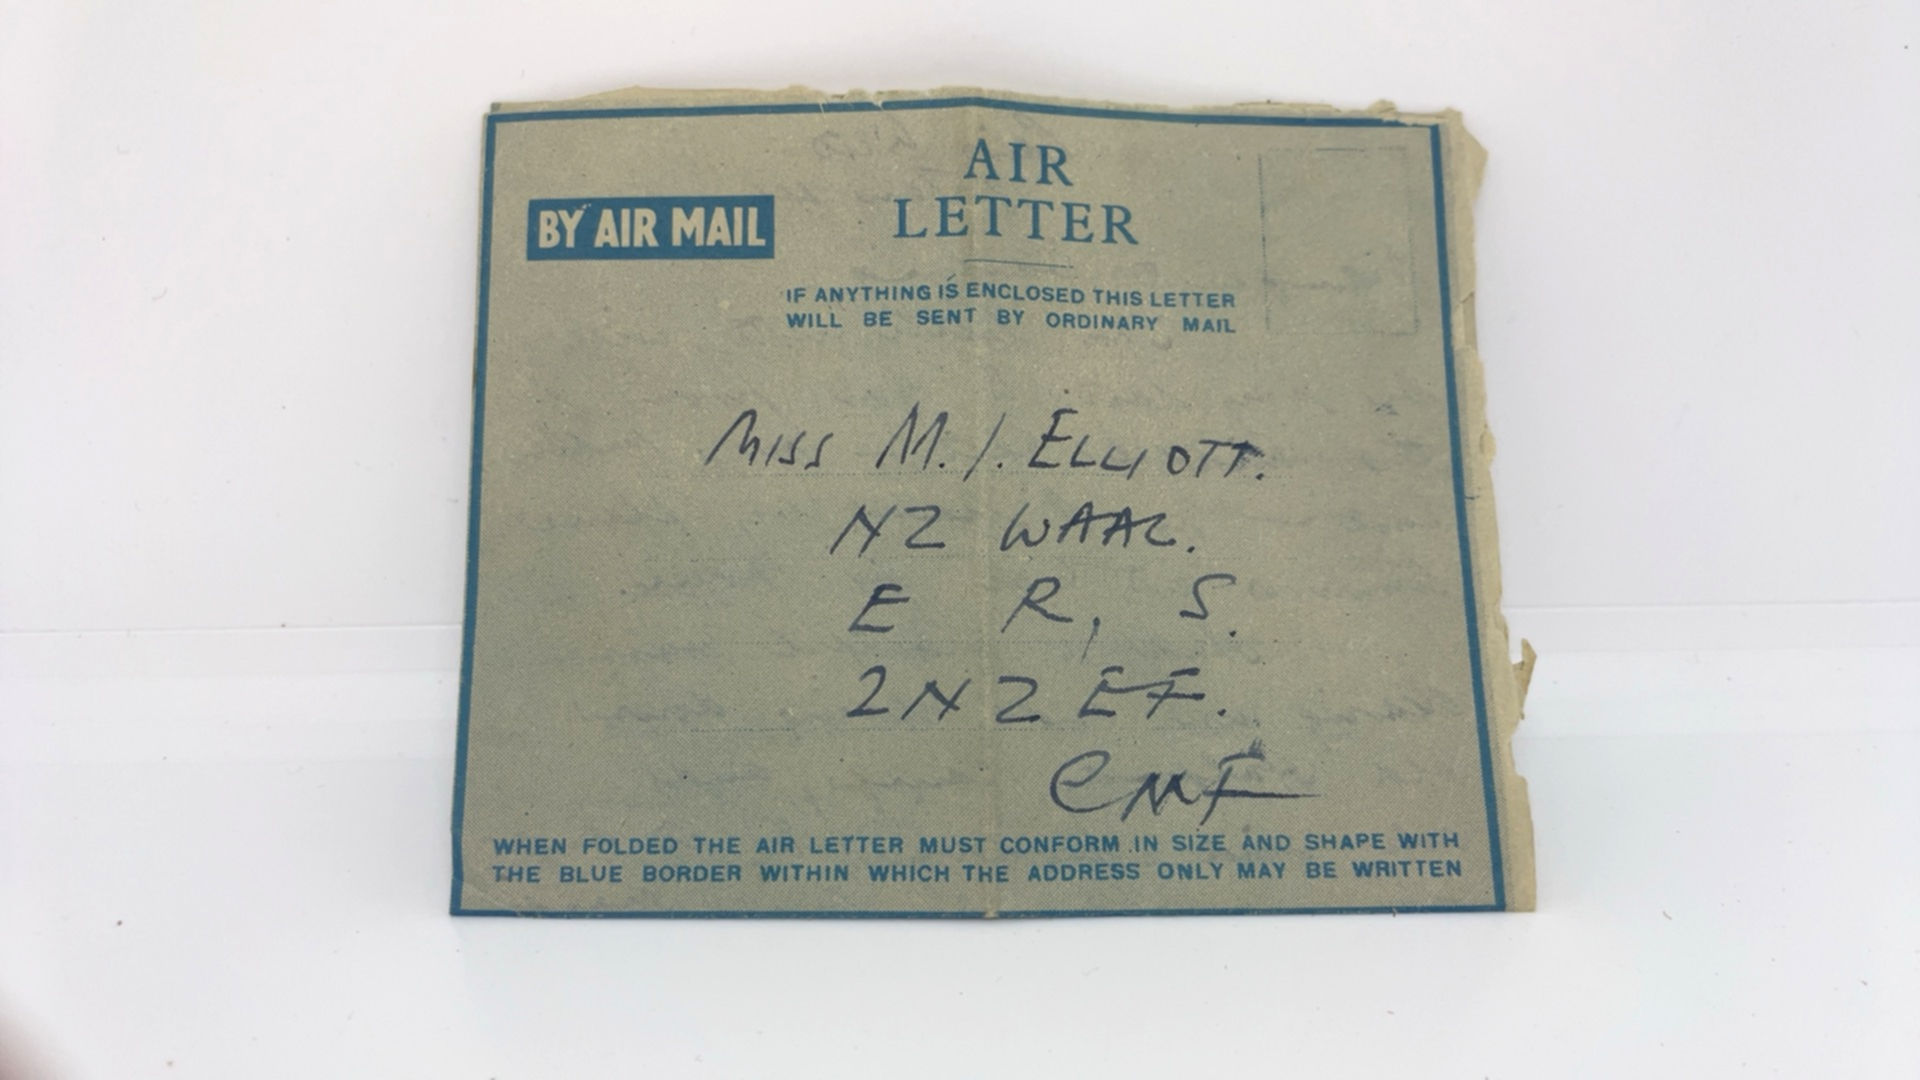 AIR
LETTER
BY AIR MAIL
IF ANYTHING IS ENCLOSED THIS LETTER
WILL BE SENT BY ORDINARY MAIL
MISS M. J. ELLIOTT.
NZ WAAC.
E R, S.
2NZEF.
CMF
WHEN FOLDED THE AIR LETTER MUST CONFORM IN SIZE AND SHAPE WITH
THE BLUE BORDER WITHIN WHICH THE ADDRESS ONLY MAY BE WRITTEN